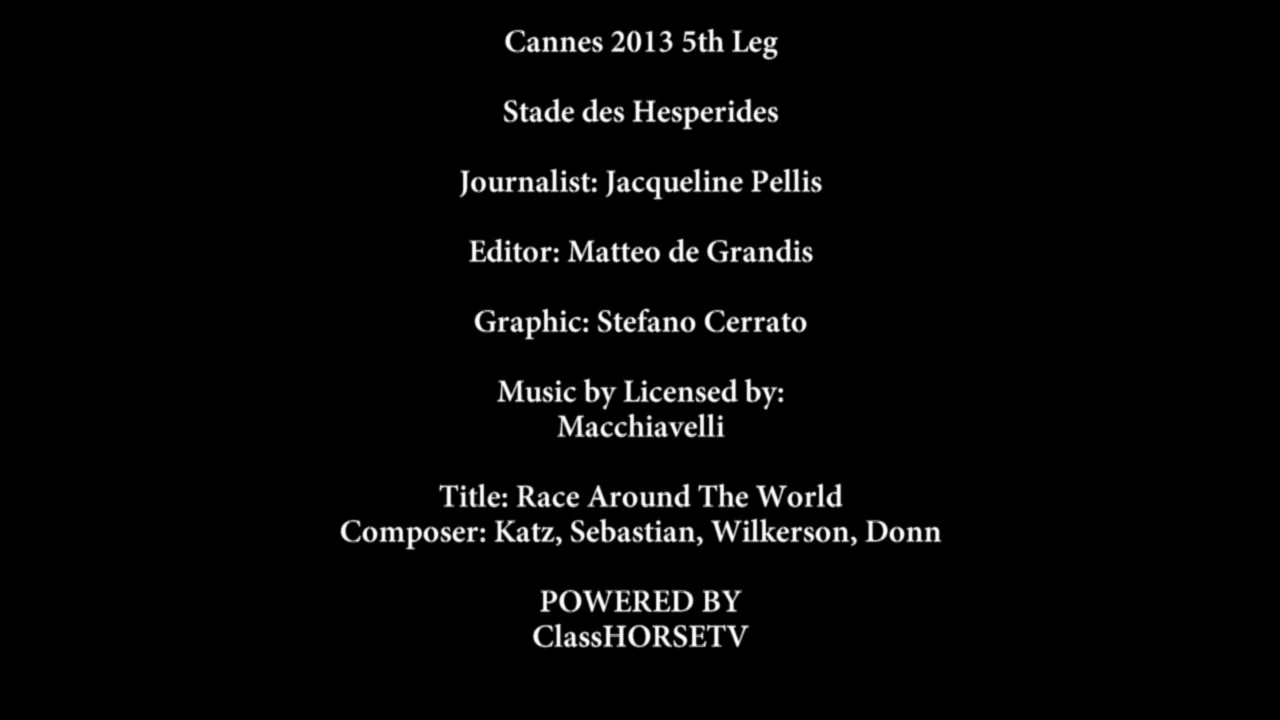 Cannes 2013 5th Leg
Stade des Hesperides
Journalist: Jacqueline Pellis
Editor: Matteo de Grandis
Graphic: Stefano Cerrato
Music by Licensed by:
Macchiavelli
Title: Race Around The World
Composer: Katz, Sebastian, Wilkerson, Donn
POWERED BY
ClassHORSETV